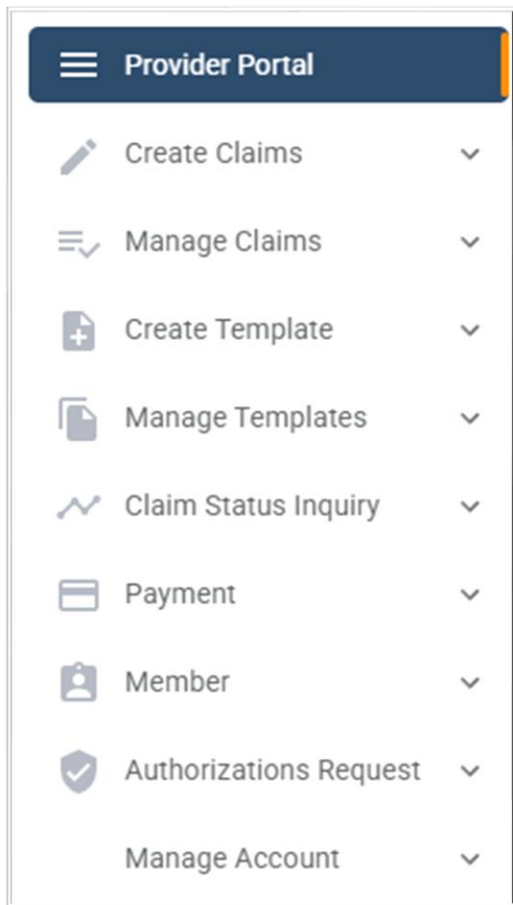 Provider Portal
Create Claims
Manage Claims
Create Template
Manage Templates
Claim Status Inquiry
Payment
Member
Authorizations Request
Manage Account